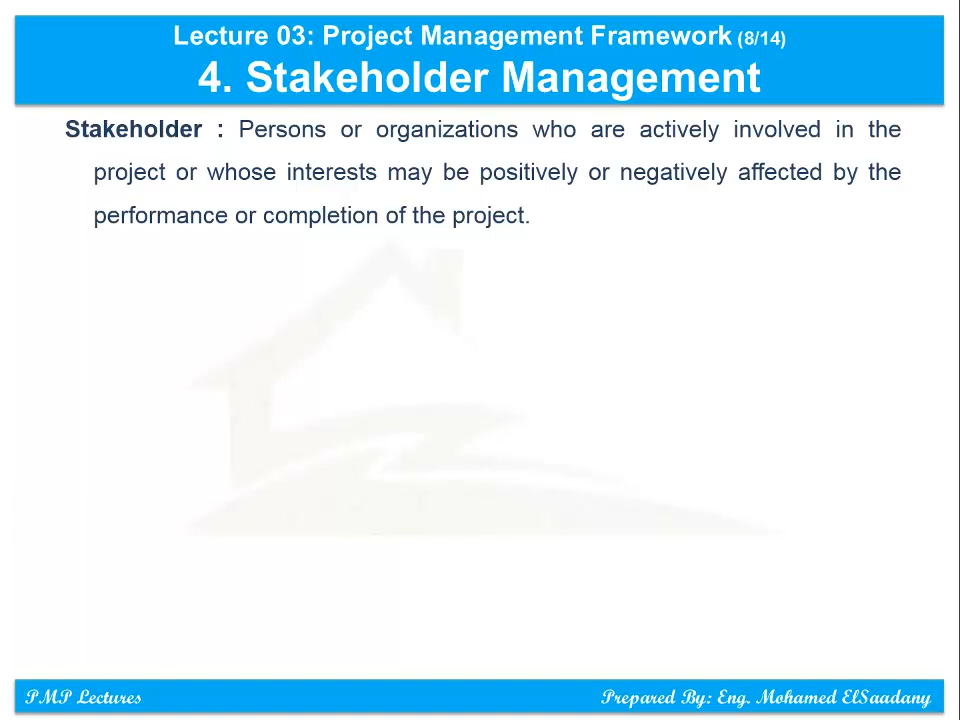 Lecture 03: Project Management Framework (8/14)
4. Stakeholder Management
Stakeholder : Persons or organizations who are actively involved in the
project or whose interests may be positively or negatively affected by the
performance or completion of the project.
PMP Lectures
Prepared By: Eng. Mohamed ElSaadany